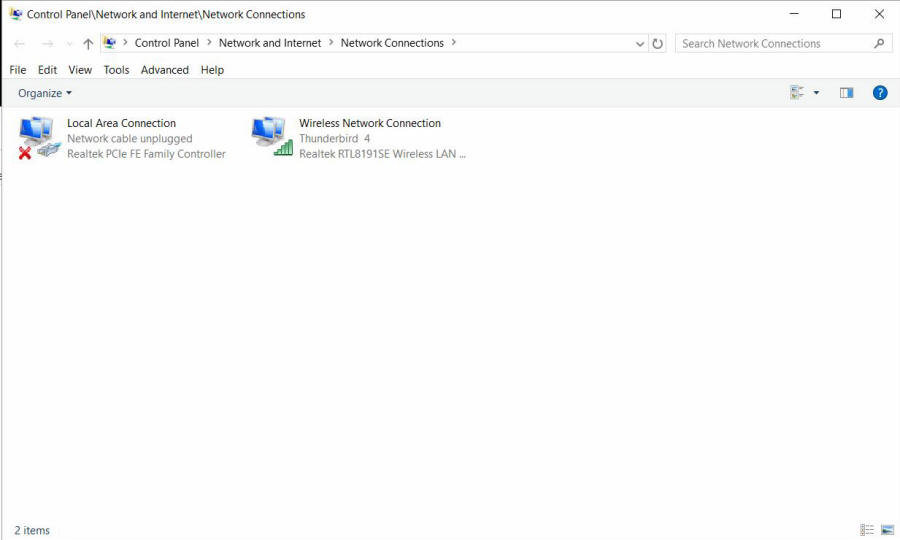 Control Panel\Network and Internet\Network Connections
Control Panel > Network and Internet > Network Connections >
Search Network Connections
File Edit View Tools Advanced Help
Organize
Local Area Connection
Network cable unplugged
Realtek PCIe FE Family Controller
Wireless Network Connection
Thunderbird 4
Realtek RTL8191SE Wireless LAN ...
2 items